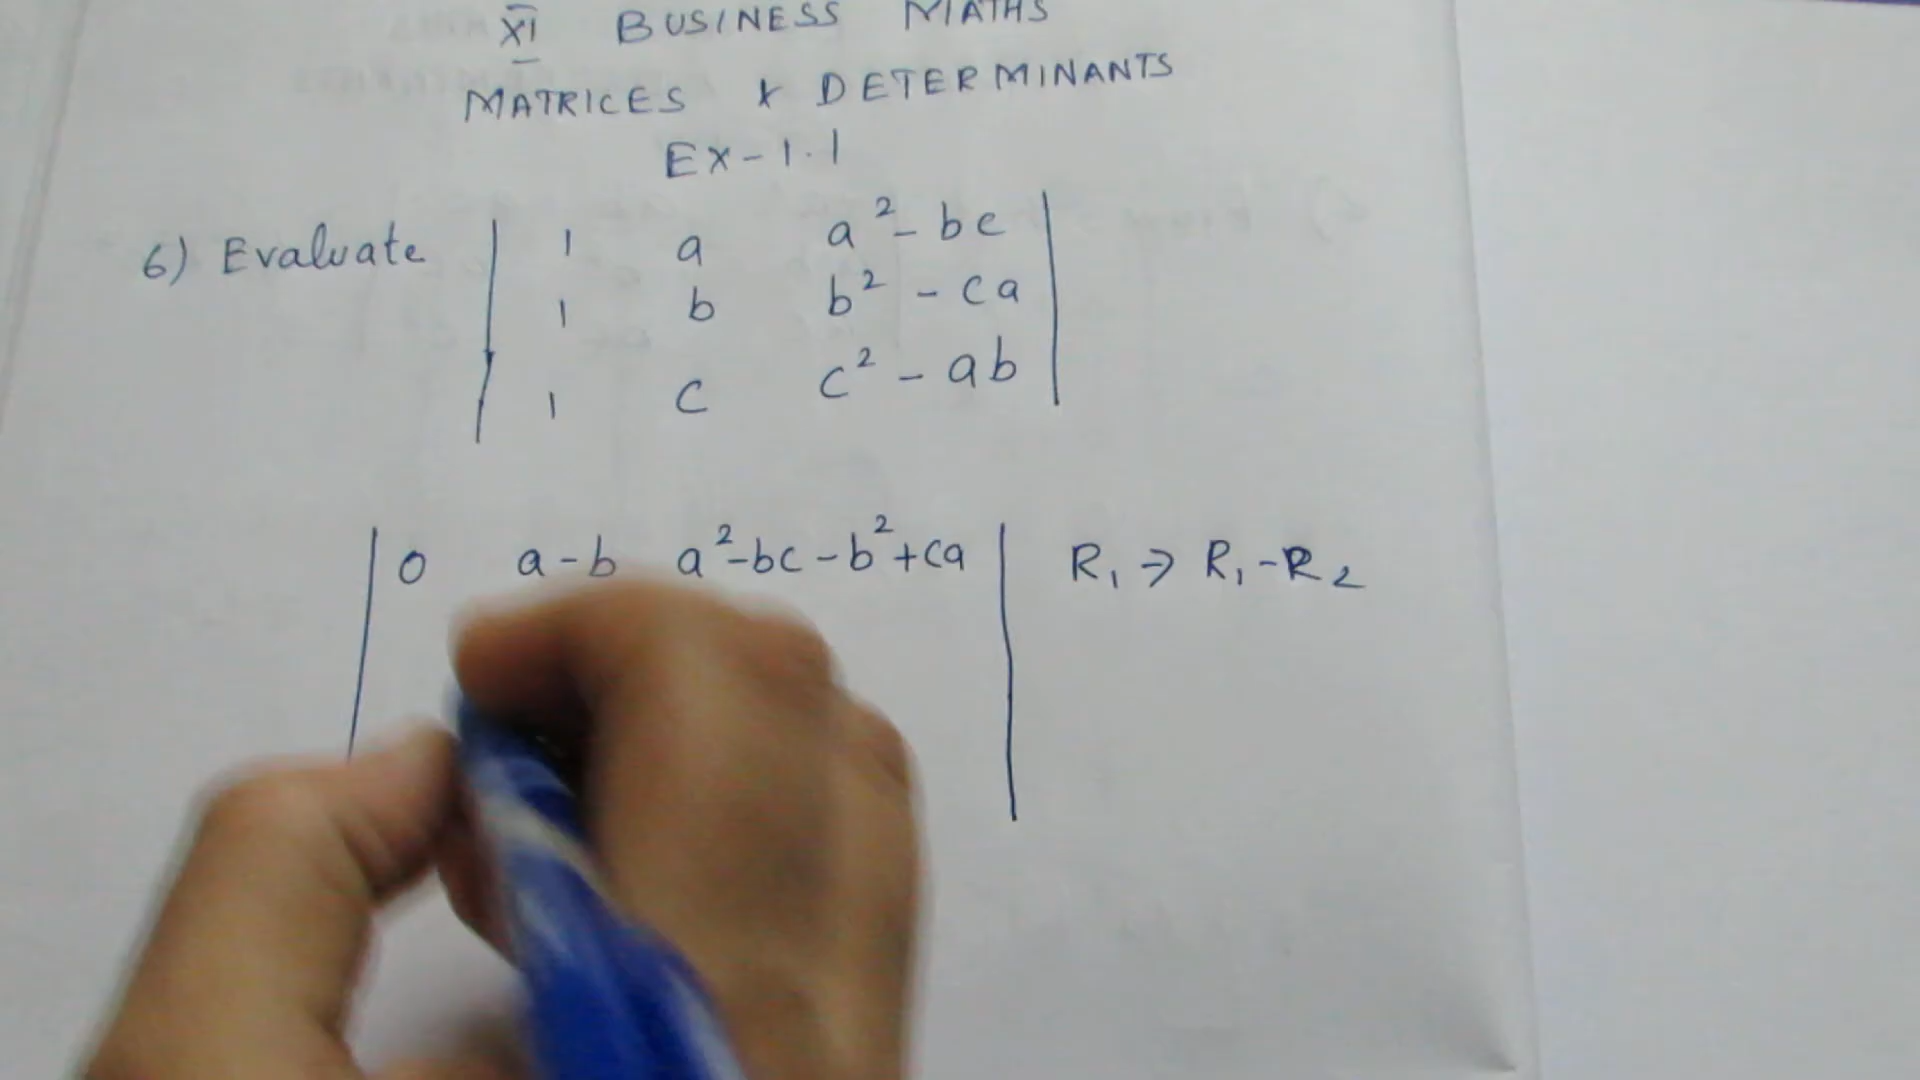 XI BUSINESS MATHS
MATRICES & DETERMINANTS
EX-1.1
6) Evaluate | 1 a a²-bc |
| 1 b b² - ca |
| 1 c c² - ab |
| 0 a-b a²-bc-b²+ca | R₁ → R₁-R₂